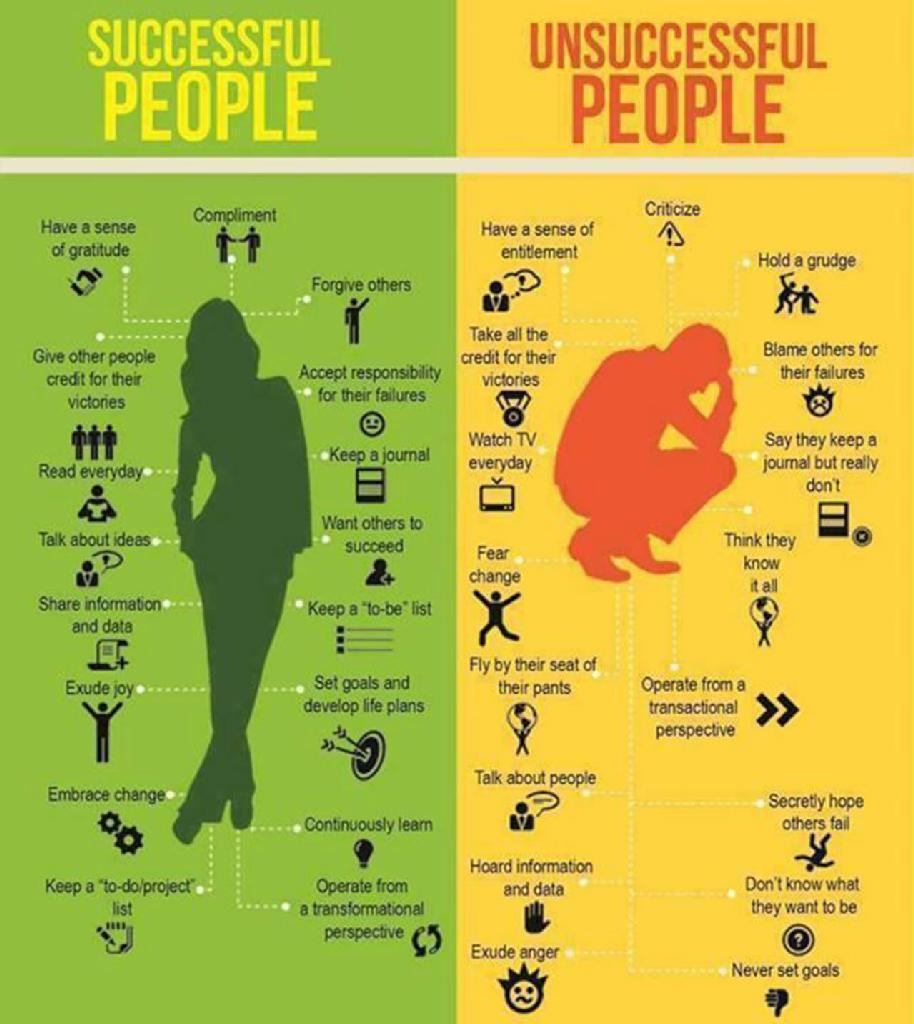 SUCCESSFUL
PEOPLE
Have a sense
of gratitude
Compliment
Forgive others
Give other people
credit for their
victories
Accept responsibility
for their failures
Read everyday
Keep a journal
Talk about ideas
Want others to
succeed
Share information
and data
Keep a “to-be” list
Exude joy
Set goals and
develop life plans
Embrace change
Continuously learn
Keep a “to-do/project”
list
Operate from
a transformational
perspective
UNSUCCESSFUL
PEOPLE
Have a sense of
entitlement
Criticize
Hold a grudge
Take all the
credit for their
victories
Blame others for
their failures
Watch TV
everyday
Say they keep a
journal but really
don't
Fear
change
Think they
know
it all
Fly by their seat of
their pants
Operate from a
transactional
perspective
Talk about people
Secretly hope
others fail
Hoard information
and data
Don't know what
they want to be
Exude anger
Never set goals